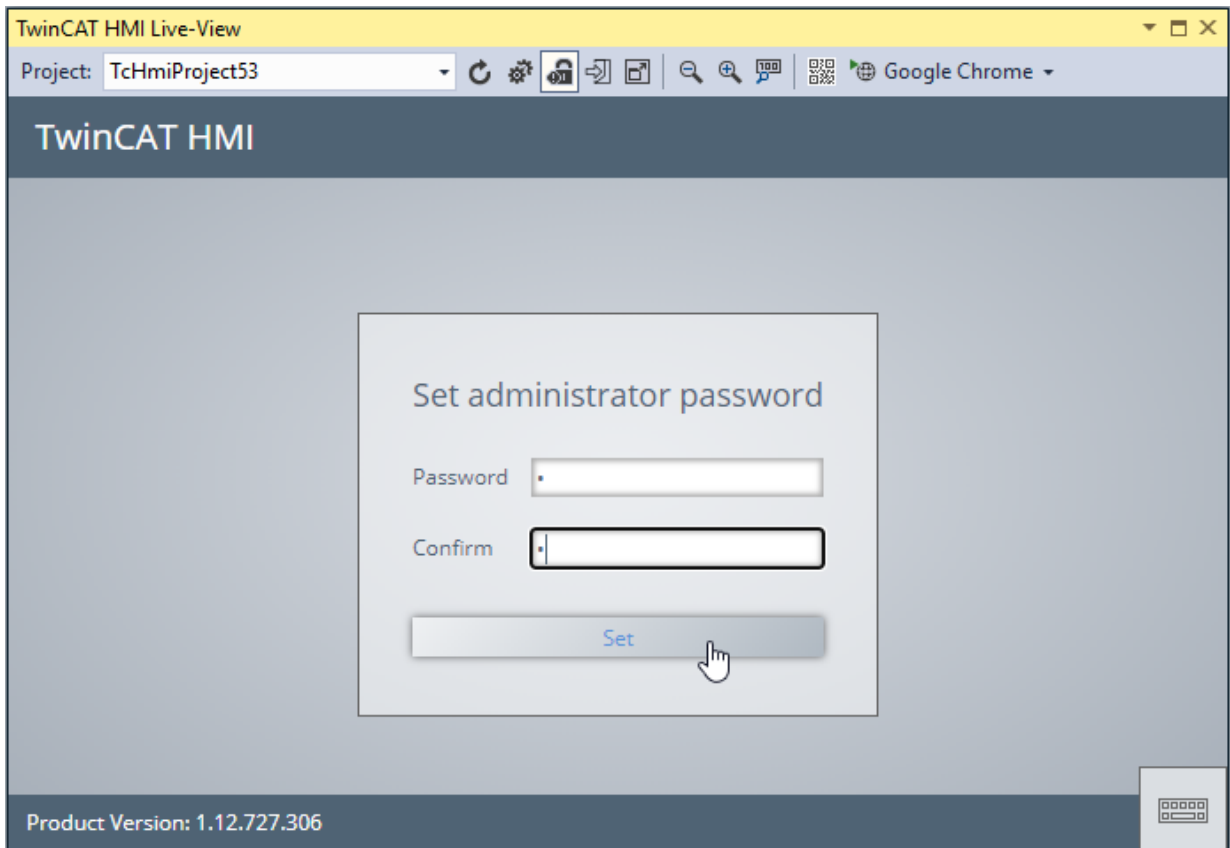 TwinCAT HMI Live-View
Project: TcHmiProject53 Google Chrome
TwinCAT HMI
Set administrator password
Password •
Confirm •
Set
Product Version: 1.12.727.306